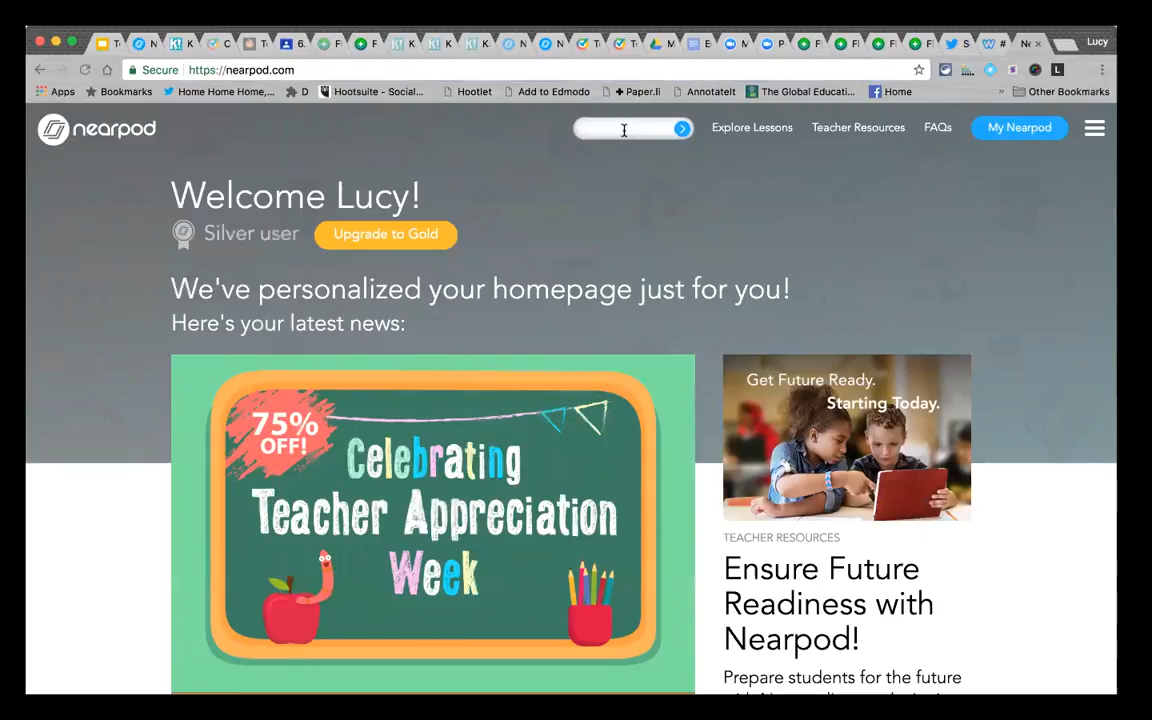 T
N
K
C
T
6.
F
F
K
K
K
N
N
T
T
M
E
M
P
F
F
F
F
S
#
Ne
Lucy
Secure
https://nearpod.com
Apps
Bookmarks
Home Home Home,...
D
Hootsuite - Social...
Hootlet
Add to Edmodo
Paper.li
AnnotateIt
The Global Educati...
Home
»
Other Bookmarks
nearpod
Explore Lessons
Teacher Resources
FAQs
My Nearpod
Welcome Lucy!
Silver user
Upgrade to Gold
We've personalized your homepage just for you!
Here's your latest news:
75%
OFF!
Celebrating
Teacher Appreciation
Week
Get Future Ready.
Starting Today.
TEACHER RESOURCES
Ensure Future
Readiness with
Nearpod!
Prepare students for the future